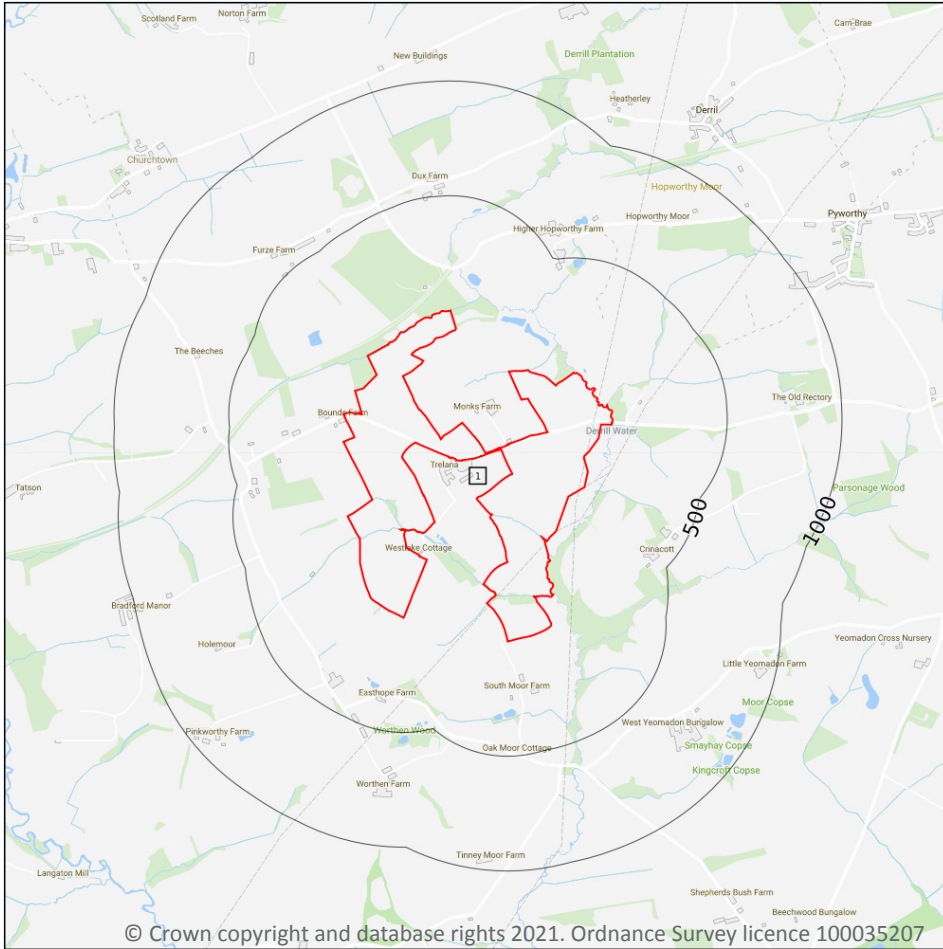 Scotland Farm
Norton Farm
Cam-Brae
New Buildings
Derrill Plantation
Heatherley
Derril
Churchtown
Dux Farm
Hopworthy Moor
Hopworthy Moor
Pyworthy
Higher Hopworthy Farm
Furze Farm
The Beeches
Bounds Farm
Monks Farm
The Old Rectory
Derrill Water
Trelana
1
Tatson
Parsonage Wood
500
1000
Westlake Cottage
Crinacott
Bradford Manor
Holemoor
Yeomadon Cross Nursery
Little Yeomadon Farm
South Moor Farm
Easthope Farm
Moor Copse
West Yeomadon Bungalow
Pinkworthy Farm
Worthen Wood
Oak Moor Cottage
Smayhay Copse
Kingcroft Copse
Worthen Farm
Tinney Moor Farm
Langaton Mill
Shepherds Bush Farm
Beechwood Bungalow
© Crown copyright and database rights 2021. Ordnance Survey licence 100035207